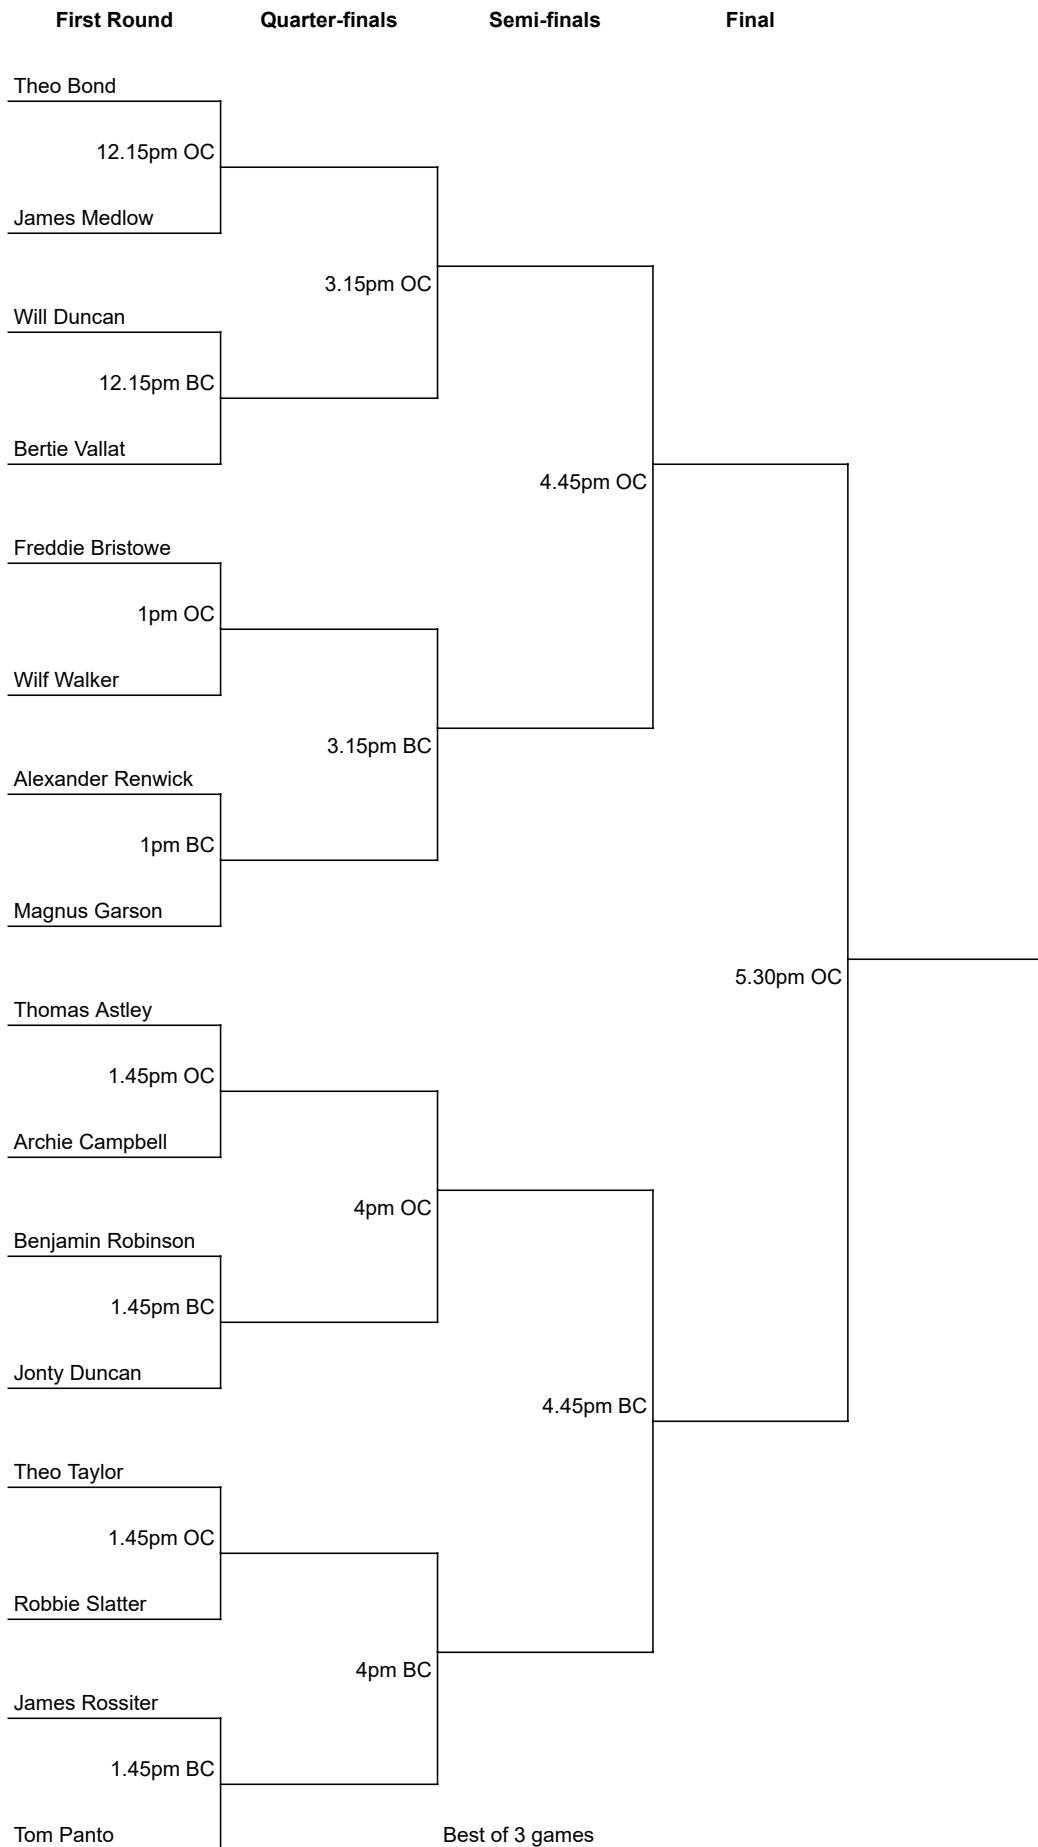 First Round Quarter-finals Semi-finals Final
Theo Bond
12.15pm OC
James Medlow
3.15pm OC
Will Duncan
12.15pm BC
Bertie Vallat
4.45pm OC
Freddie Bristowe
1pm OC
Wilf Walker
3.15pm BC
Alexander Renwick
1pm BC
Magnus Garson
5.30pm OC
Thomas Astley
1.45pm OC
Archie Campbell
4pm OC
Benjamin Robinson
1.45pm BC
Jonty Duncan
4.45pm BC
Theo Taylor
1.45pm OC
Robbie Slatter
4pm BC
James Rossiter
1.45pm BC
Tom Panto Best of 3 games